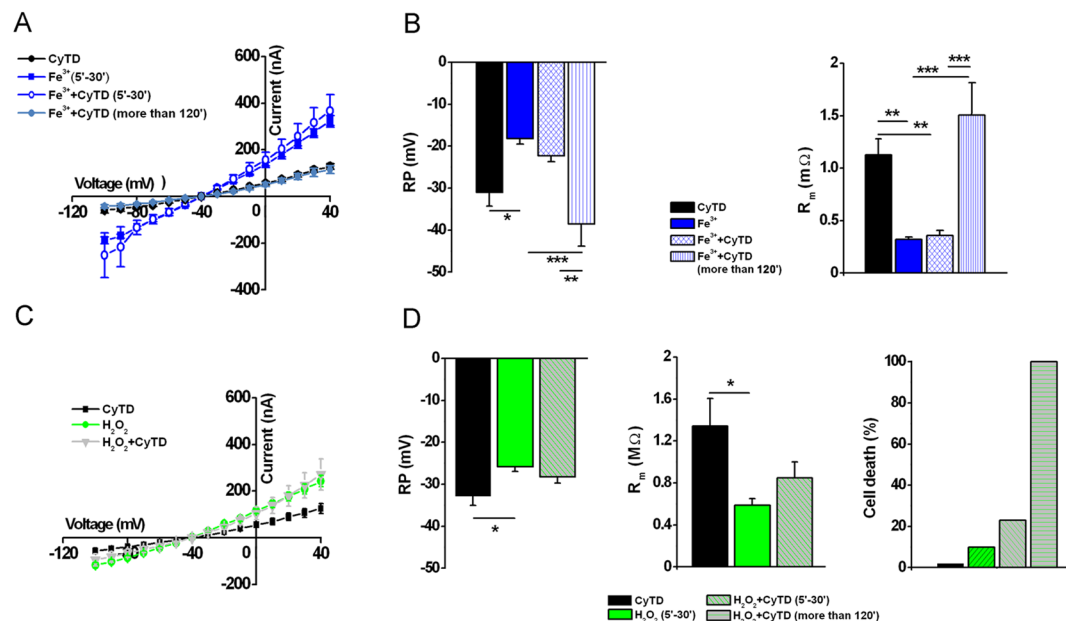 A
CyTD
Fe³⁺ (5'-30')
Fe³⁺+CyTD (5'-30')
Fe³⁺+CyTD (more than 120')
Current (nA)
600
400
200
0
-200
-400
Voltage (mV) )
-120 -80 -40 0 40
B
RP (mV)
0
-10
-20
-30
-40
-50
*
***
**
CyTD
Fe³⁺
Fe³⁺+CyTD
Fe³⁺+CyTD
(more than 120')
Rm (mΩ)
2
1.5
1
0.5
0
**
**
***
***
C
CyTD
H₂O₂
H₂O₂+CyTD
Current (nA)
600
400
200
0
-200
Voltage (mV)
-120 -80 -40 0 40
D
RP (mV)
0
-10
-20
-30
-40
-50
*
Rm (MΩ)
2
1.6
1.2
0.8
0.4
0
*
Cell death (%)
100
80
60
40
20
0
CyTD
H₂O₂ (5'-30')
H₂O₂+CyTD (5'-30')
H₂O₂+CyTD (more than 120')